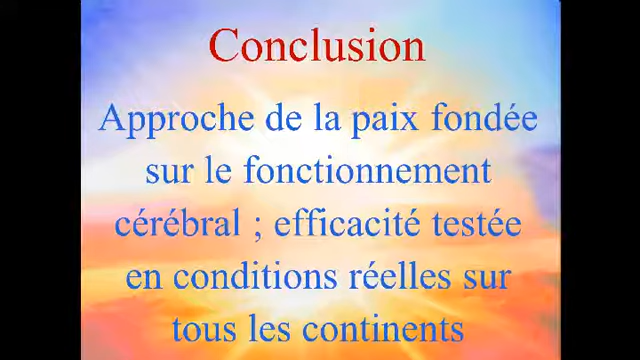 Conclusion
Approche de la paix fondée
sur le fonctionnement
cérébral ; efficacité testée
en conditions réelles sur
tous les continents